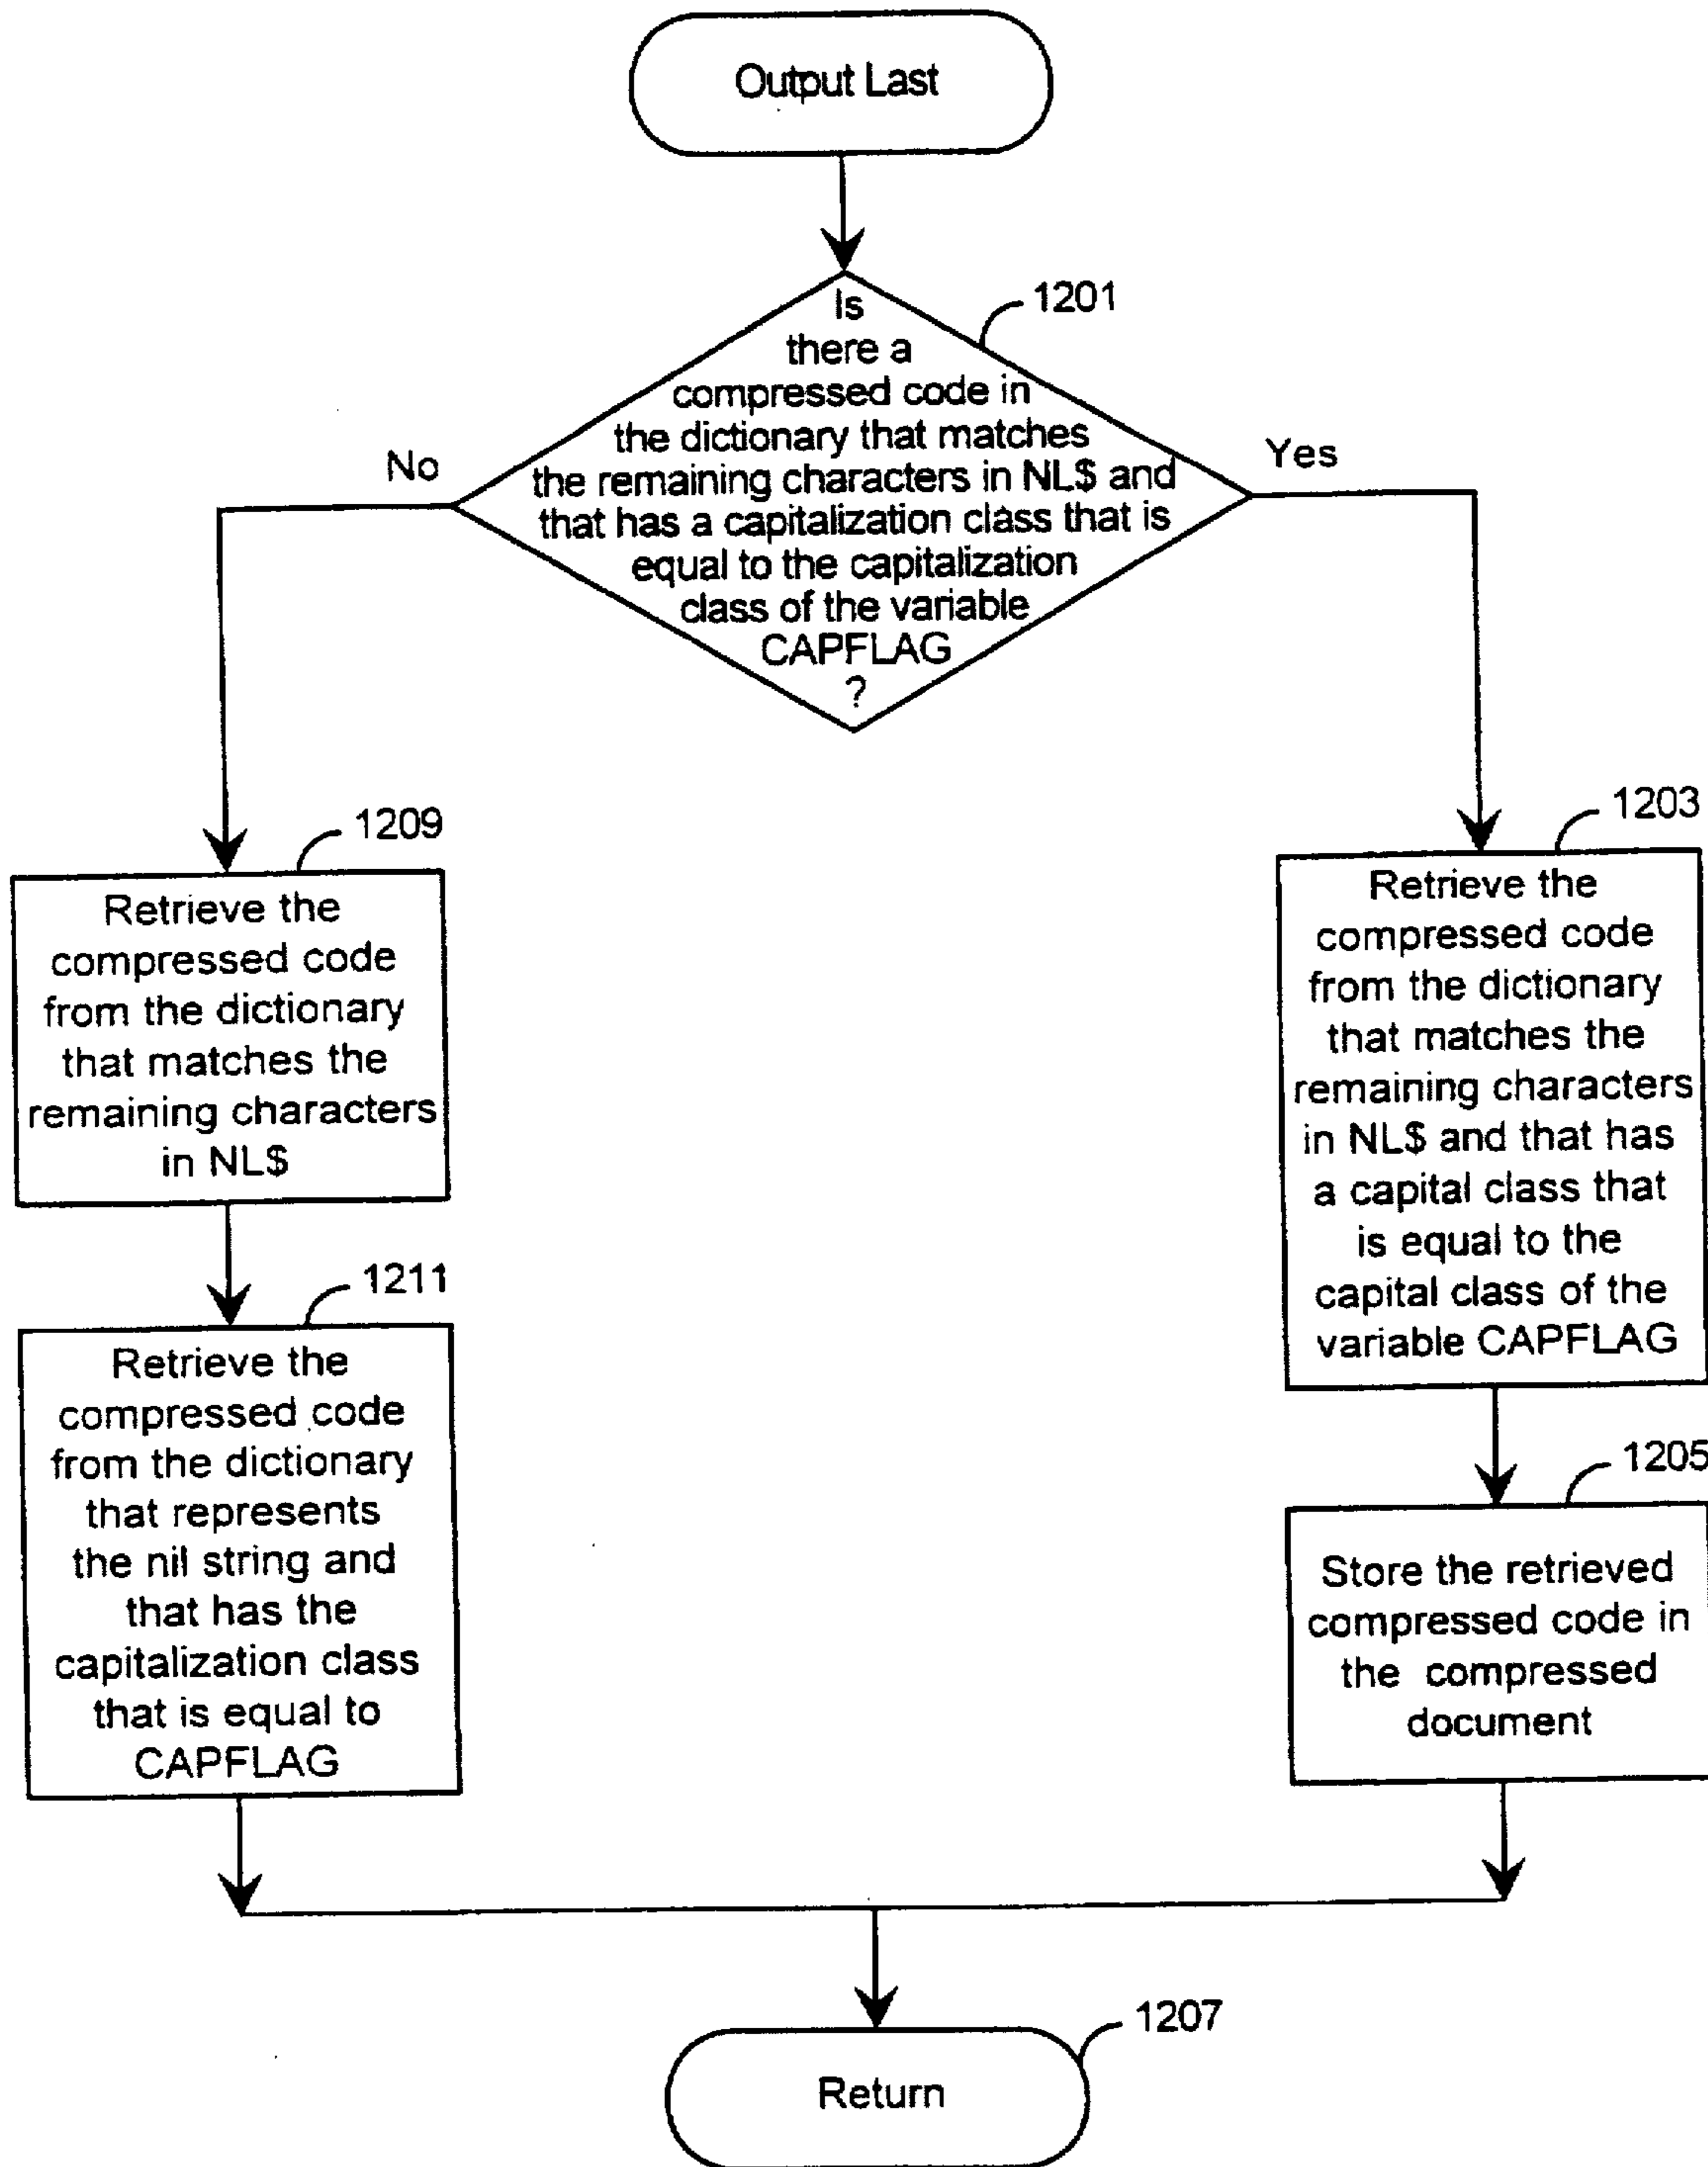 Output Last
1201
Is
there a
compressed code in
the dictionary that matches
the remaining characters in NL$ and
that has a capitalization class that is
equal to the capitalization
class of the variable
CAPFLAG
?
No
Yes
1209
Retrieve the
compressed code
from the dictionary
that matches the
remaining characters
in NL$
1203
Retrieve the
compressed code
from the dictionary
that matches the
remaining characters
in NL$ and that has
a capital class that
is equal to the
capital class of the
variable CAPFLAG
1211
Retrieve the
compressed code
from the dictionary
that represents
the nil string and
that has the
capitalization class
that is equal to
CAPFLAG
1205
Store the retrieved
compressed code in
the compressed
document
1207
Return